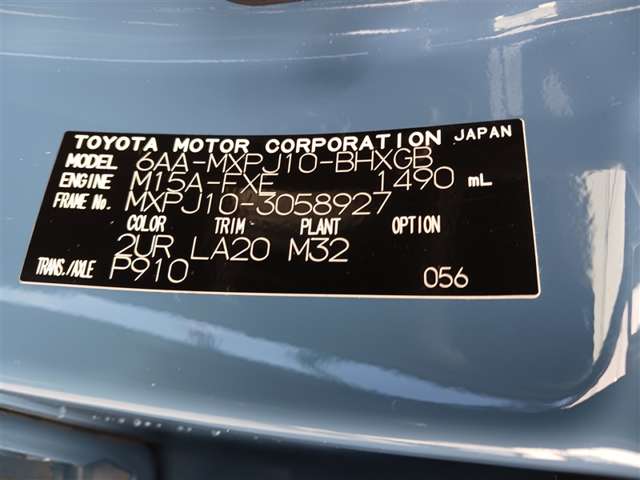 TOYOTA MOTOR CORPORATION JAPAN
MODEL 6AA-MXPJ10-BHXGB
ENGINE M15A-FXE 1490 mL
FRAME No. MXPJ10-3058927
COLOR TRIM PLANT OPTION
2UR LA20 M32
TRANS./AXLE P910 056